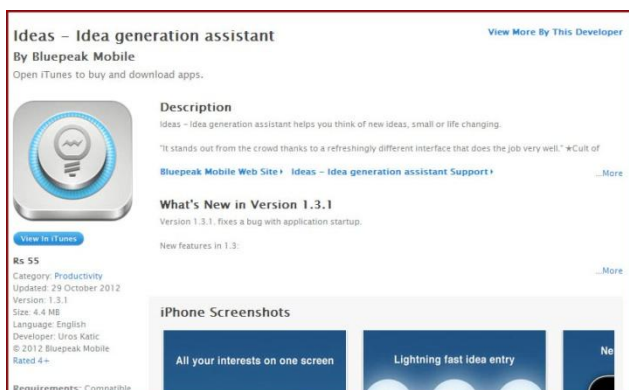 Ideas – Idea generation assistant
View More By This Developer
By Bluepeak Mobile
Open iTunes to buy and download apps.
Description
Ideas – Idea generation assistant helps you think of new ideas, small or life changing.
"It stands out from the crowd thanks to a refreshingly different interface that does the job very well." ★Cult of
Bluepeak Mobile Web Site Ideas – Idea generation assistant Support
...More
What's New in Version 1.3.1
Version 1.3.1. fixes a bug with application startup.
New features in 1.3:
...More
View In iTunes
Rs 55
Category: Productivity
Updated: 29 October 2012
Version: 1.3.1
Size: 4.4 MB
Language: English
Developer: Uros Katic
© 2012 Bluepeak Mobile
Rated 4+
Requirements: Compatible
iPhone Screenshots
All your interests on one screen
Lightning fast idea entry
Ne